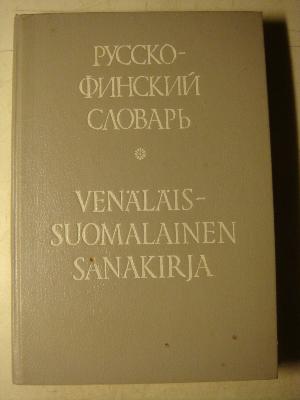 РУССКО-
ФИНСКИЙ
СЛОВАРЬ
VENÄLÄIS-
SUOMALAINEN
SANAKIRJA